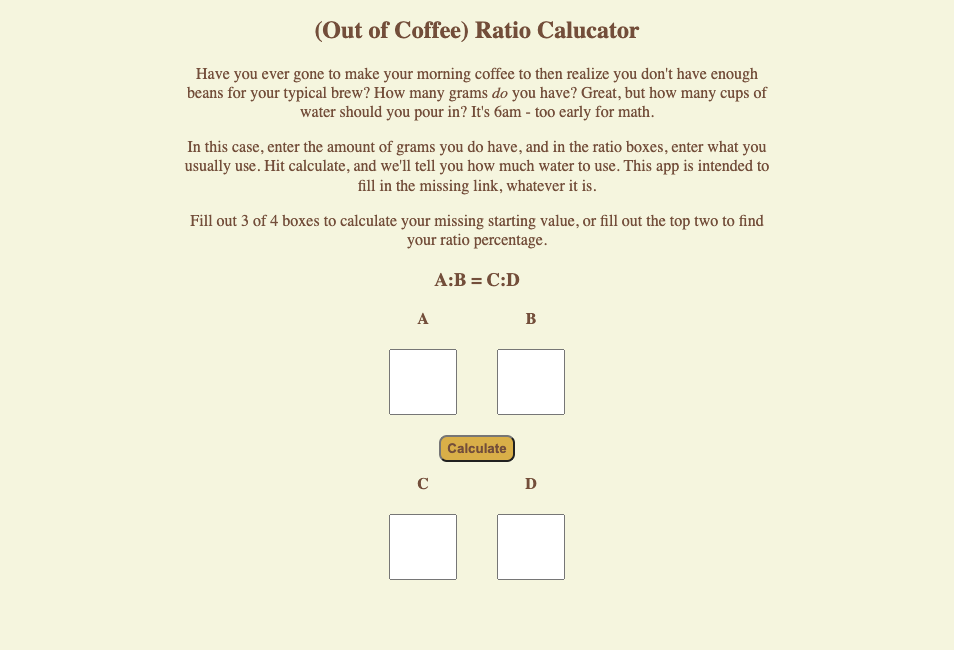 (Out of Coffee) Ratio Calucator
Have you ever gone to make your morning coffee to then realize you don't have enough
beans for your typical brew? How many grams do you have? Great, but how many cups of
water should you pour in? It's 6am - too early for math.
In this case, enter the amount of grams you do have, and in the ratio boxes, enter what you
usually use. Hit calculate, and we'll tell you how much water to use. This app is intended to
fill in the missing link, whatever it is.
Fill out 3 of 4 boxes to calculate your missing starting value, or fill out the top two to find
your ratio percentage.
A:B = C:D
A B
Calculate
C D